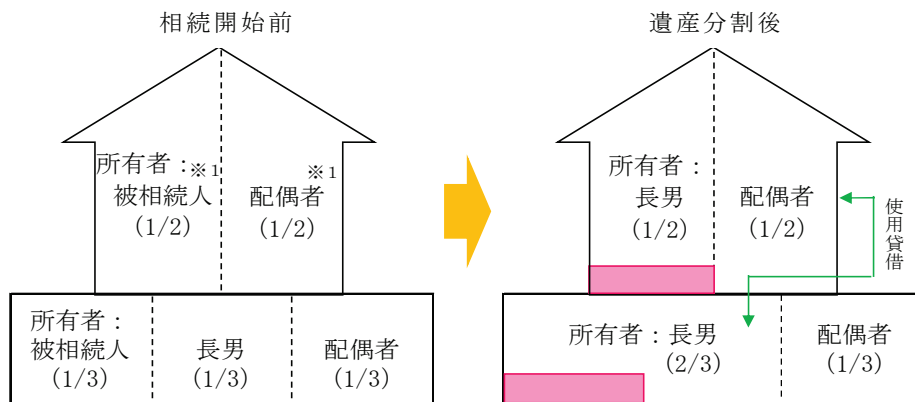 相続開始前
所有者：※1
被相続人
(1/2)
※1
配偶者
(1/2)
所有者：
被相続人
(1/3)
長男
(1/3)
配偶者
(1/3)
遺産分割後
所有者：
長男
(1/2)
配偶者
(1/2)
使用貸借
所有者：長男
(2/3)
配偶者
(1/3)